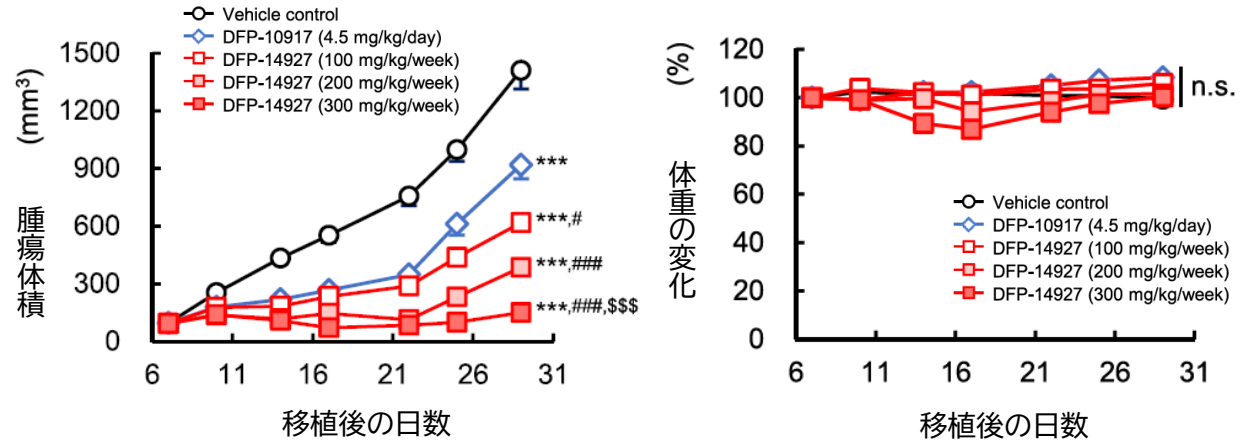 Vehicle control
DFP-10917 (4.5 mg/kg/day)
DFP-14927 (100 mg/kg/week)
DFP-14927 (200 mg/kg/week)
DFP-14927 (300 mg/kg/week)
腫瘍体積 (mm³)
1500
1200
900
600
300
0
***
***,#
***,###
***,###,$$$
6 11 16 21 26 31
移植後の日数
体重の変化 (%)
120
100
80
60
40
20
0
n.s.
Vehicle control
DFP-10917 (4.5 mg/kg/day)
DFP-14927 (100 mg/kg/week)
DFP-14927 (200 mg/kg/week)
DFP-14927 (300 mg/kg/week)
6 11 16 21 26 31
移植後の日数